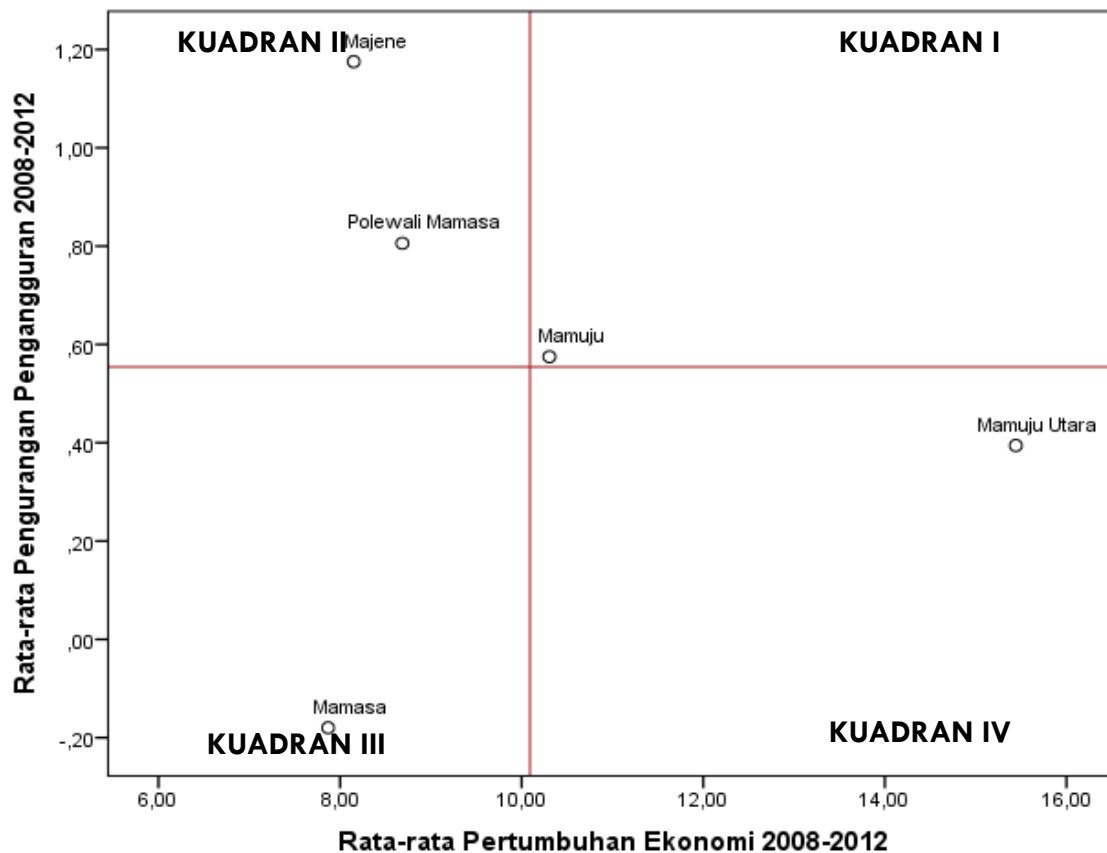 KUADRAN II
Majene
KUADRAN I
1,20
1,00
Polewali Mamasa
,80
Mamuju
,60
Mamuju Utara
,40
,20
,00
Mamasa
-,20
KUADRAN III
KUADRAN IV
6,00
8,00
10,00
12,00
14,00
16,00
Rata-rata Pengurangan Pengangguran 2008-2012
Rata-rata Pertumbuhan Ekonomi 2008-2012